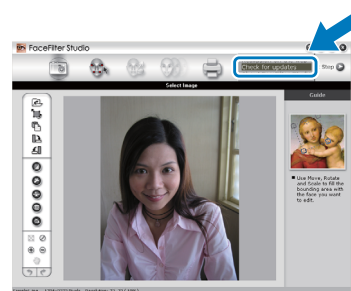 FaceFilter Studio
Check for updates
Stop
Select Image
Guide
Use Move, Rotate
and Scale to fill the
bounding area with
the face you want
to edit.